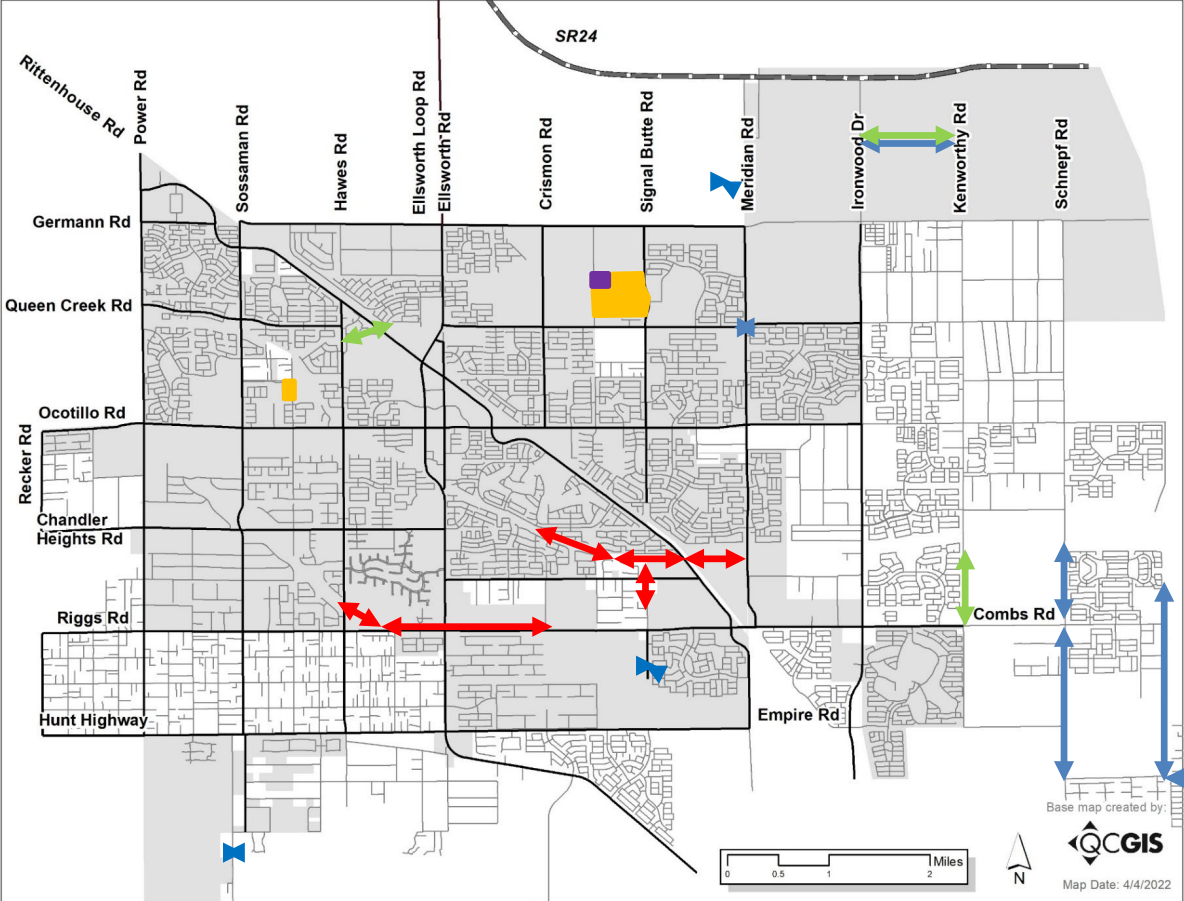 SR24
Rittenhouse Rd
Power Rd
Sossaman Rd
Hawes Rd
Ellsworth Loop Rd
Ellsworth Rd
Crismon Rd
Signal Butte Rd
Meridian Rd
Ironwood Dr
Kenworthy Rd
Schnepf Rd
Germann Rd
Queen Creek Rd
Ocotillo Rd
Recker Rd
Chandler
Heights Rd
Riggs Rd
Combs Rd
Hunt Highway
Empire Rd
Base map created by:
QCGIS
Miles
0 0.5 1 2
N
Map Date: 4/4/2022